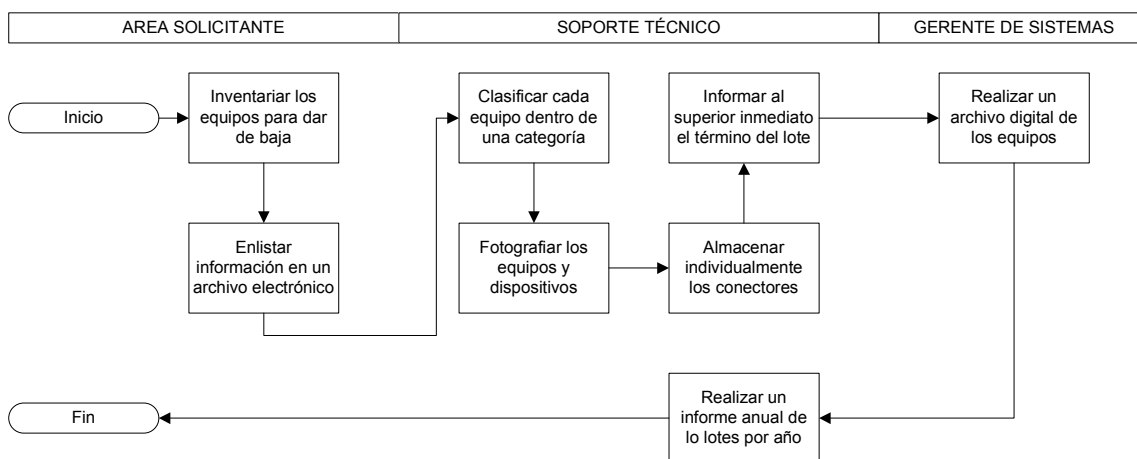 AREA SOLICITANTE
SOPORTE TÉCNICO
GERENTE DE SISTEMAS
Inicio
Inventariar los
equipos para dar
de baja
Enlistar
información en un
archivo electrónico
Clasificar cada
equipo dentro de
una categoría
Fotografiar los
equipos y
dispositivos
Almacenar
individualmente
los conectores
Informar al
superior inmediato
el término del lote
Realizar un
archivo digital de
los equipos
Realizar un
informe anual de
lo lotes por año
Fin